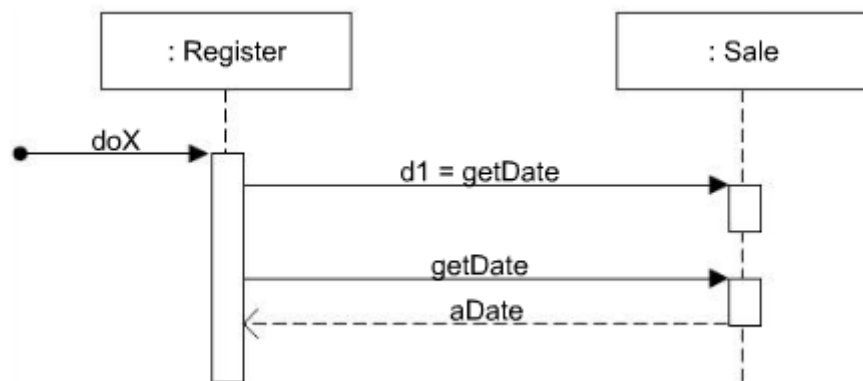 : Register
: Sale
doX
d1 = getDate
getDate
aDate